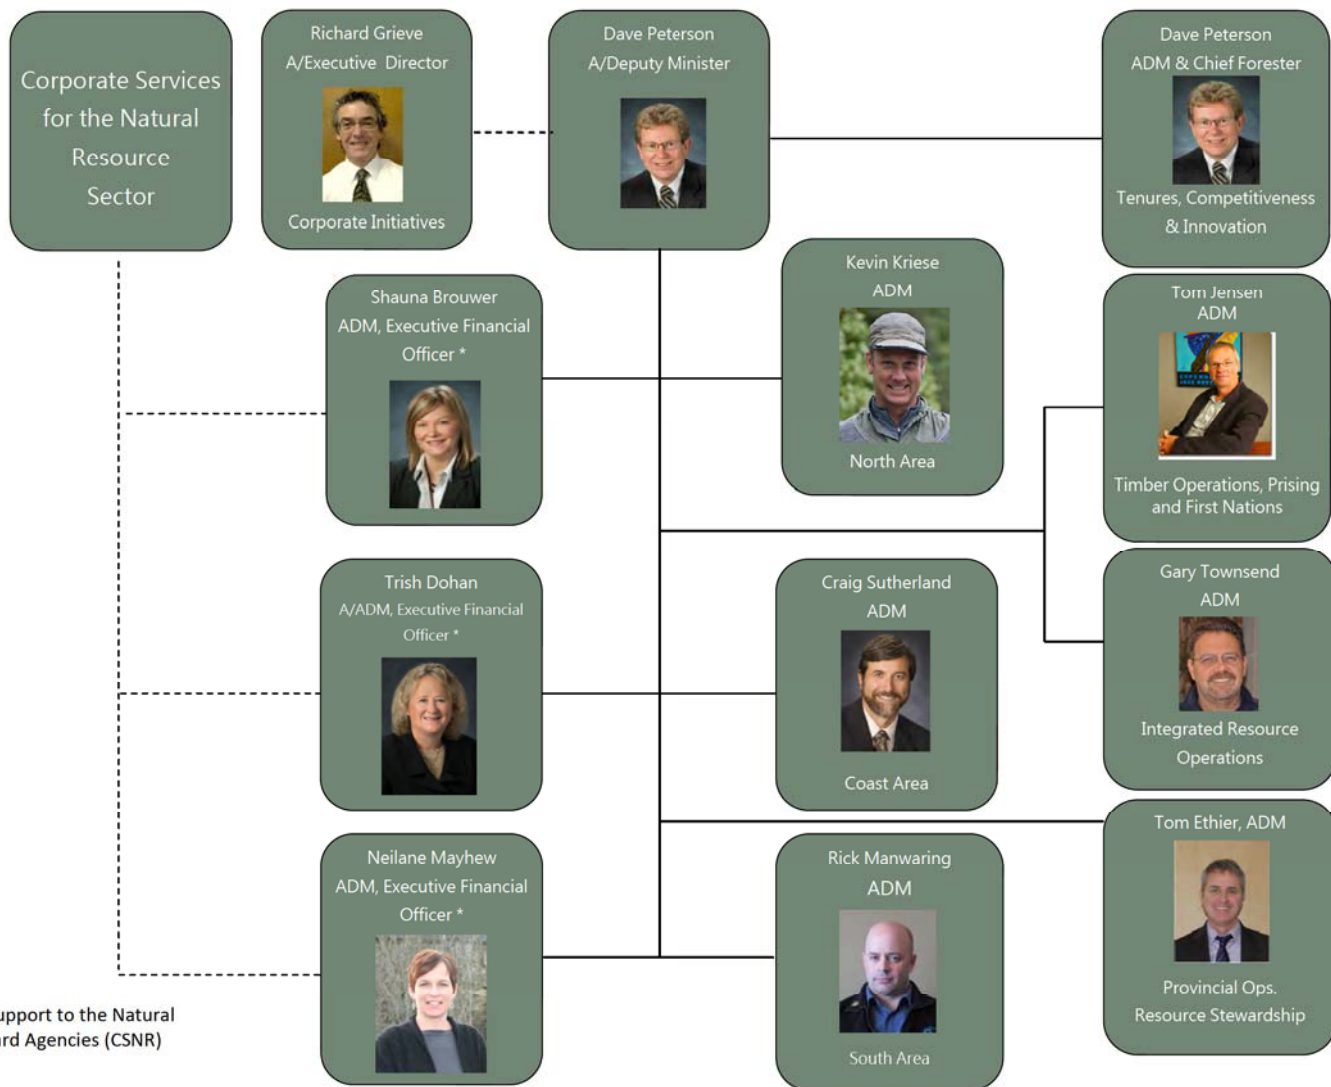 Corporate Services
for the Natural
Resource
Sector
Richard Grieve
A/Executive Director
Corporate Initiatives
Dave Peterson
A/Deputy Minister
Dave Peterson
ADM & Chief Forester
Tenures, Competitiveness
& Innovation
Shauna Brouwer
ADM, Executive Financial
Officer *
Kevin Kriese
ADM
North Area
Tom Jensen
ADM
Timber Operations, Prising
and First Nations
Trish Dohan
A/ADM, Executive Financial
Officer *
Craig Sutherland
ADM
Coast Area
Gary Townsend
ADM
Integrated Resource
Operations
Neilane Mayhew
ADM, Executive Financial
Officer *
Rick Manwaring
ADM
South Area
Tom Ethier, ADM
Provincial Ops.
Resource Stewardship
upport to the Natural
ard Agencies (CSNR)